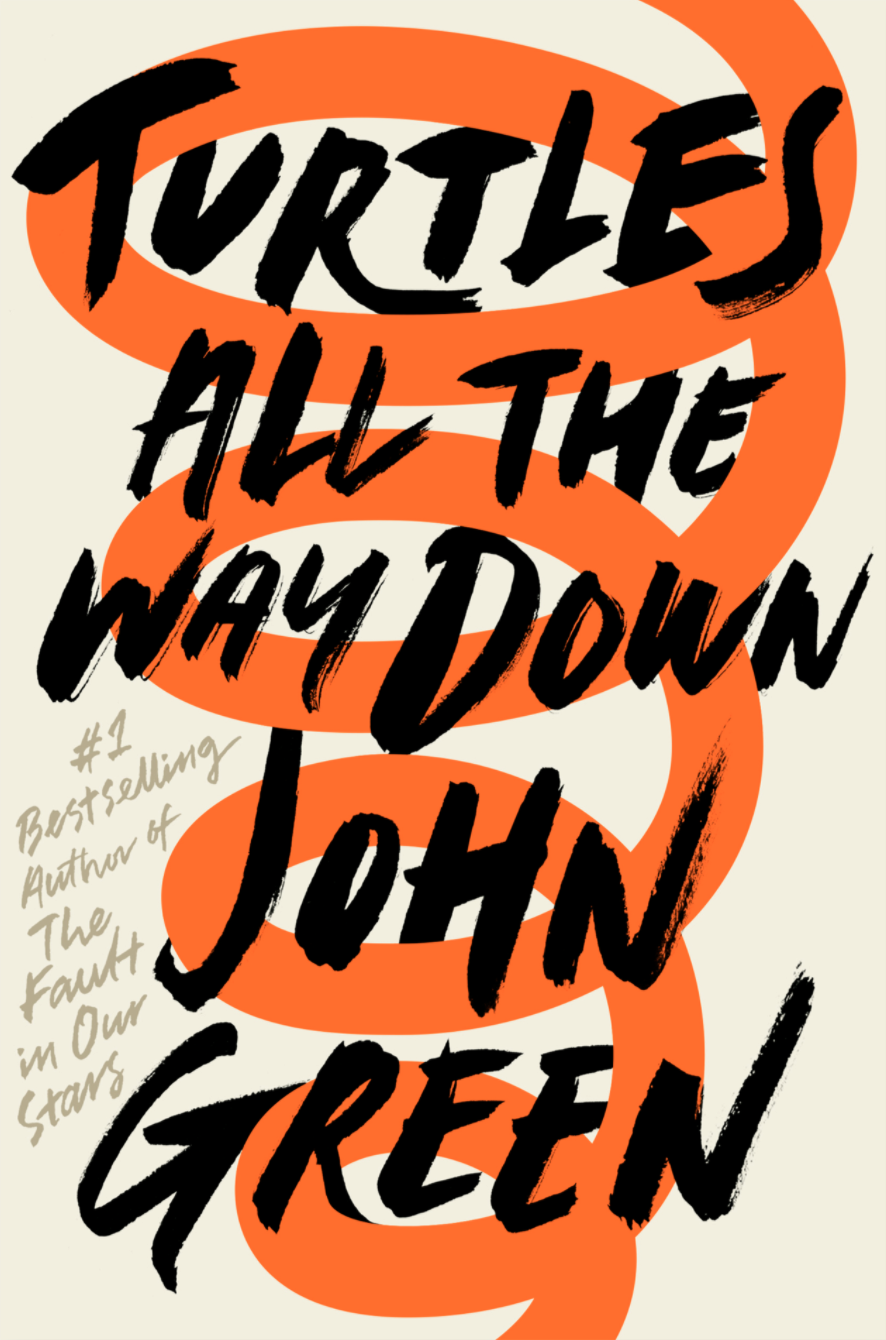 TURTLES
ALL THE
WAY DOWN
#1
Bestselling
Author of
The
Fault
in Our
Stars
JOHN
GREEN